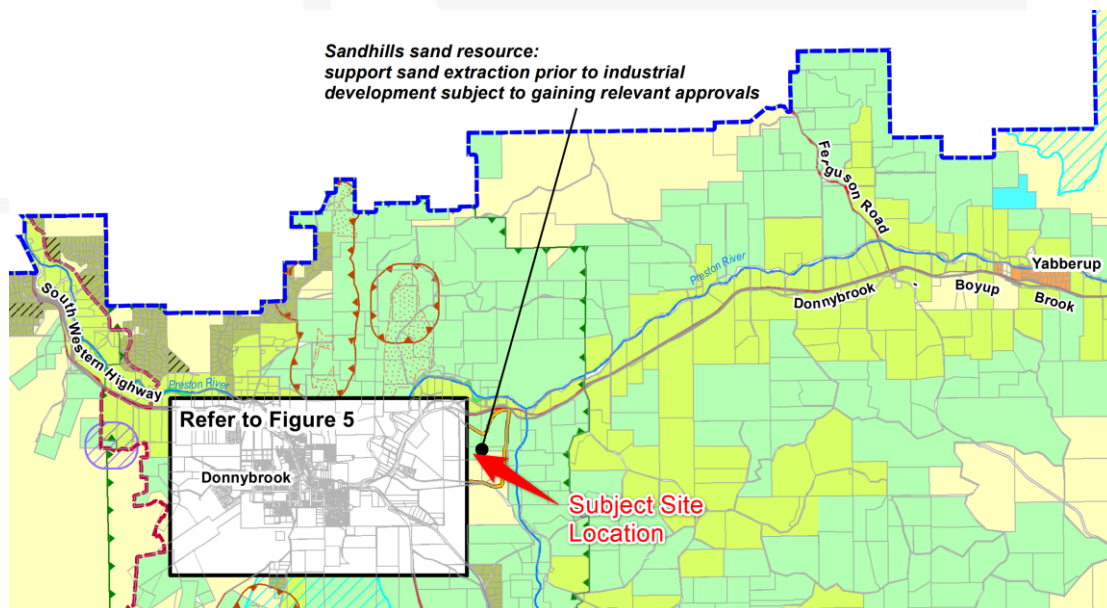 Sandhills sand resource:
support sand extraction prior to industrial
development subject to gaining relevant approvals
Ferguson Road
Yabberup
Preston River
Donnybrook - Boyup Brook
South Western Highway
Preston River
Refer to Figure 5
Donnybrook
Subject Site
Location